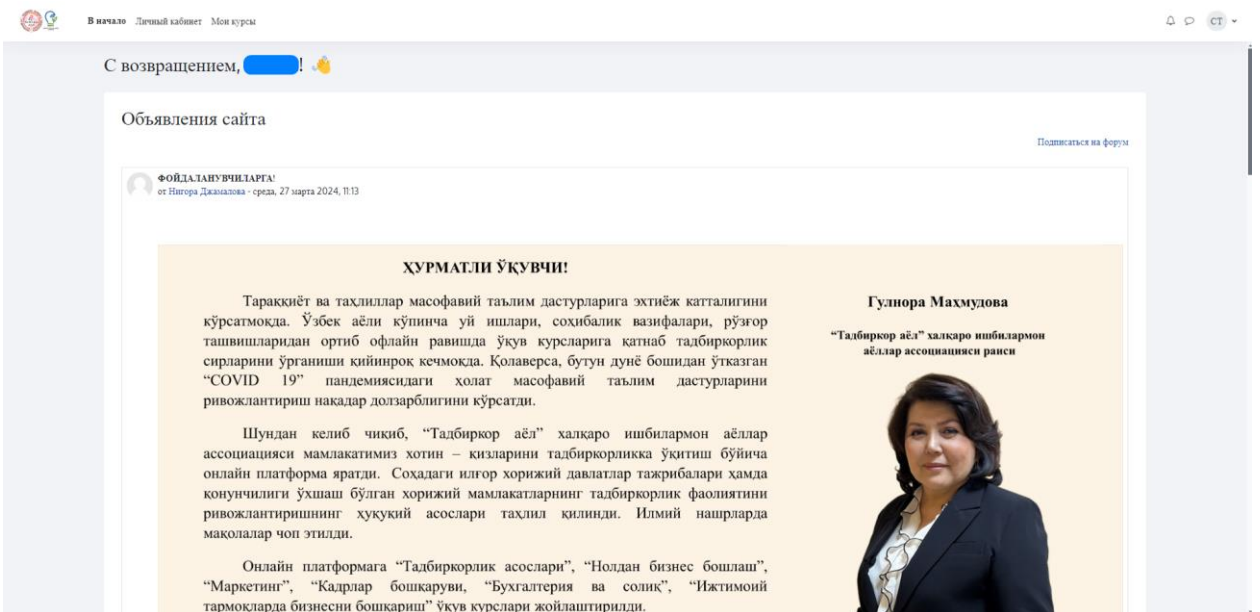 В начало Личный кабинет Мои курсы
СТ
С возвращением, !
Объявления сайта
Подписаться на форум
ФОЙДАЛАНУВЧИЛАРГА!
от Нигора Джамалова - среда, 27 марта 2024, 11:13
ҲУРМАТЛИ ЎҚУВЧИ!
Тараққиёт ва таҳлиллар масофавий таълим дастурларига эхтиёж катталигини
кўрсатмоқда. Ўзбек аёли кўпинча уй ишлари, соҳибалик вазифалари, рўзғор
ташвишларидан ортиб офлайн равишда ўқув курсларига қатнаб тадбиркорлик
сирларини ўрганиши қийинроқ кечмоқда. Қолаверса, бутун дунё бошидан ўтказган
“COVID 19” пандемиясидаги ҳолат масофавий таълим дастурларини
ривожлантириш нақадар долзарблигини кўрсатди.
Шундан келиб чиқиб, “Тадбиркор аёл” халқаро ишбилармон аёллар
ассоциацияси мамлакатимиз хотин – қизларини тадбиркорликка ўқитиш бўйича
онлайн платформа яратди. Соҳадаги илғор хорижий давлатлар тажрибалари ҳамда
қонунчилиги ўхшаш бўлган хорижий мамлакатларнинг тадбиркорлик фаолиятини
ривожлантиришнинг ҳуқуқий асослари таҳлил қилинди. Илмий нашрларда
мақолалар чоп этилди.
Онлайн платформага “Тадбиркорлик асослари”, “Нолдан бизнес бошлаш”,
“Маркетинг”, “Кадрлар бошқаруви, “Бухгалтерия ва солиқ”, “Ижтимоий
тармоқларда бизнесни бошқариш” ўқув курслари жойлаштирилди.
Гулнора Маҳмудова
“Тадбиркор аёл” халқаро ишбилармон
аёллар ассоциацияси раиси